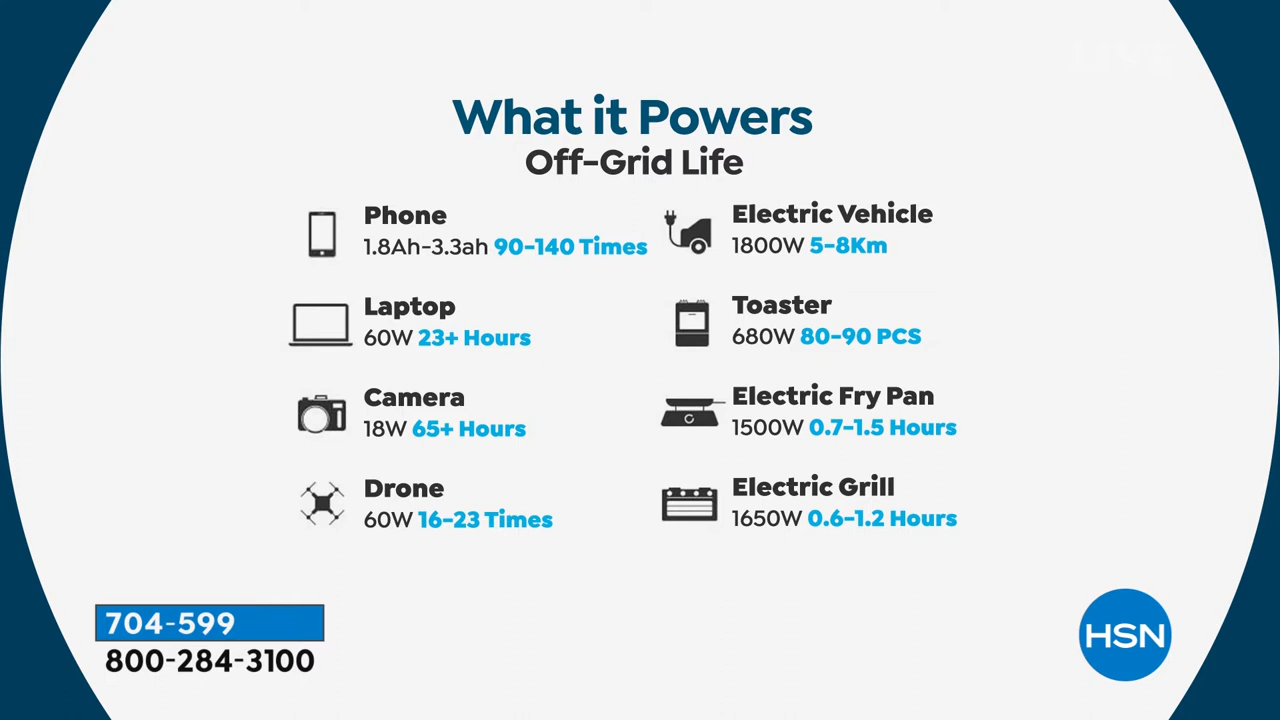 What it Powers
Off-Grid Life
Phone
1.8Ah-3.3ah 90-140 Times
Laptop
60W 23+ Hours
Camera
18W 65+ Hours
Drone
60W 16-23 Times
Electric Vehicle
1800W 5-8Km
Toaster
680W 80-90 PCS
Electric Fry Pan
1500W 0.7-1.5 Hours
Electric Grill
1650W 0.6-1.2 Hours
704-599
800-284-3100
HSN